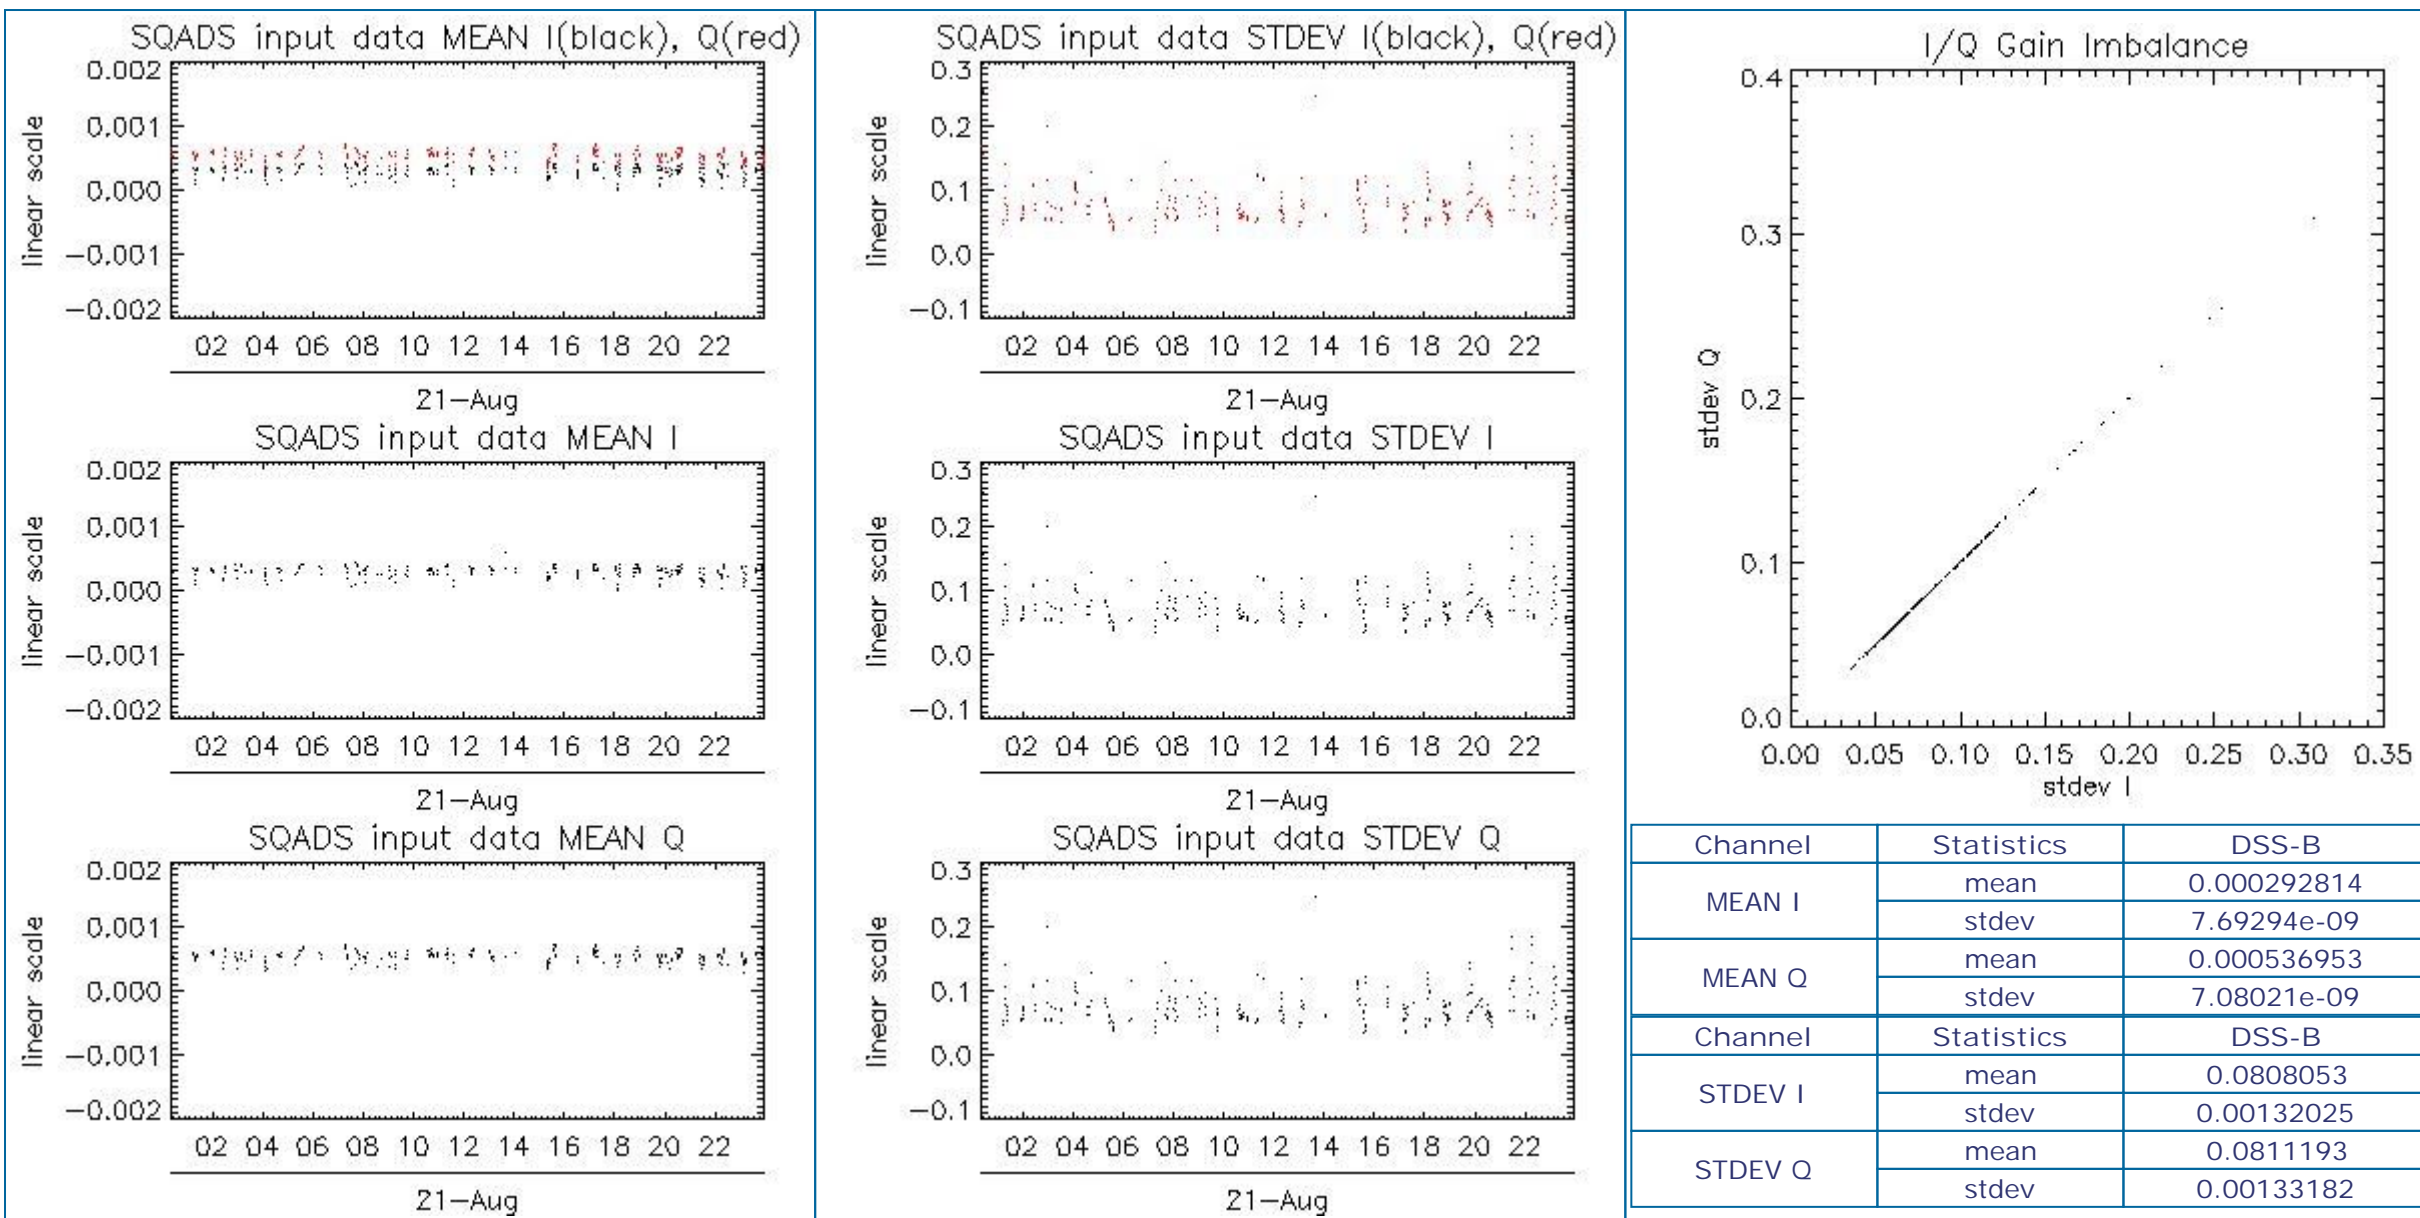 SQADS input data MEAN I(black), Q(red)
0.002
0.001
0.000
−0.001
−0.002
linear scale
02 04 06 08 10 12 14 16 18 20 22
21−Aug
SQADS input data MEAN I
0.002
0.001
0.000
−0.001
−0.002
linear scale
02 04 06 08 10 12 14 16 18 20 22
21−Aug
SQADS input data MEAN Q
0.002
0.001
0.000
−0.001
−0.002
linear scale
02 04 06 08 10 12 14 16 18 20 22
21−Aug
SQADS input data STDEV I(black), Q(red)
0.3
0.2
0.1
0.0
−0.1
linear scale
02 04 06 08 10 12 14 16 18 20 22
21−Aug
SQADS input data STDEV I
0.3
0.2
0.1
0.0
−0.1
linear scale
02 04 06 08 10 12 14 16 18 20 22
21−Aug
SQADS input data STDEV Q
0.3
0.2
0.1
0.0
−0.1
linear scale
02 04 06 08 10 12 14 16 18 20 22
21−Aug
I/Q Gain Imbalance
0.4
0.3
0.2
0.1
0.0
stdev Q
0.00 0.05 0.10 0.15 0.20 0.25 0.30 0.35
stdev I
Channel Statistics DSS-B
MEAN I mean 0.000292814
stdev 7.69294e-09
MEAN Q mean 0.000536953
stdev 7.08021e-09
Channel Statistics DSS-B
STDEV I mean 0.0808053
stdev 0.00132025
STDEV Q mean 0.0811193
stdev 0.00133182